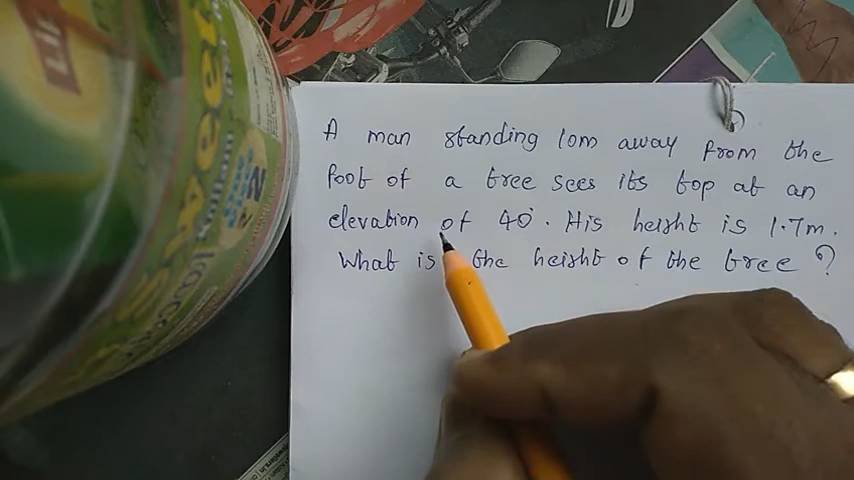 A man standing 10m away from the
foot of a tree sees its top at an
elevation of 40°. His height is 1.7m.
What is the height of the tree ?